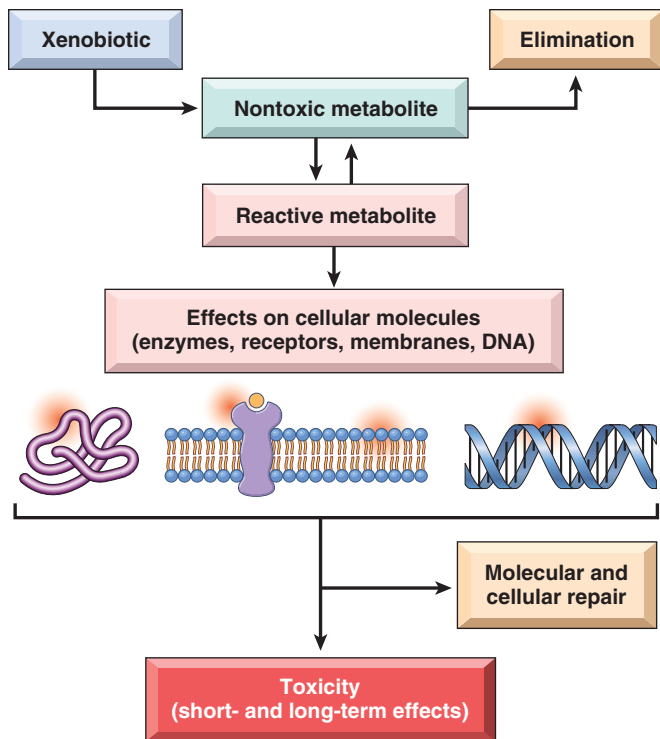 Xenobiotic
Elimination
Nontoxic metabolite
Reactive metabolite
Effects on cellular molecules
(enzymes, receptors, membranes, DNA)
Molecular and
cellular repair
Toxicity
(short- and long-term effects)